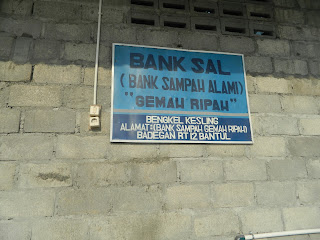 BANK SAL
(BANK SAMPAH ALAMI)
"GEMAH RIPAH"
BENGKEL KESLING
ALAMAT:(BANK SAMPAH GEMAH RIPAH)
BADEGAN RT 12 BANTUL